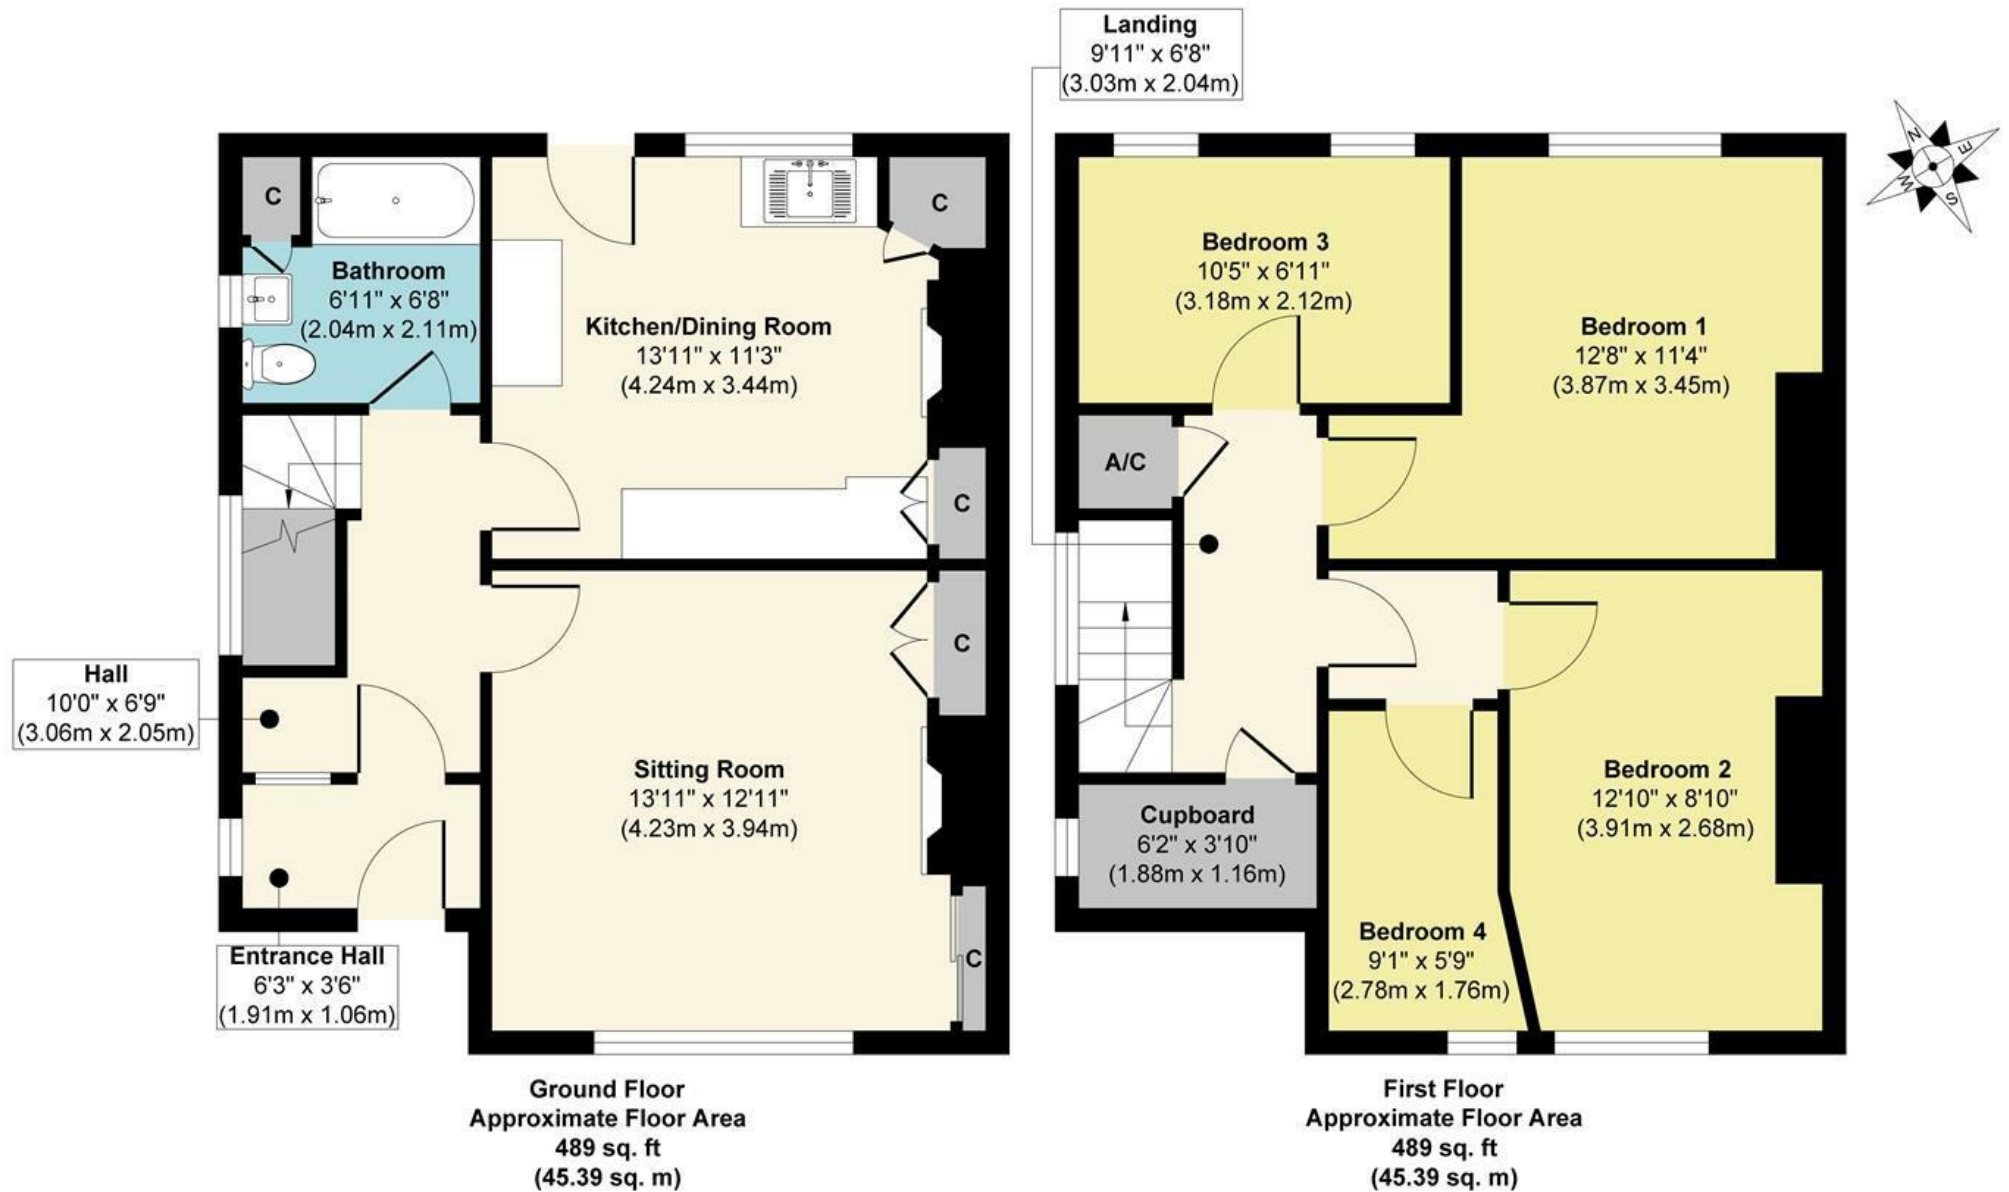 Landing
9'11" x 6'8"
(3.03m x 2.04m)
N
E
S
W
C
Bathroom
6'11" x 6'8"
(2.04m x 2.11m)
C
Kitchen/Dining Room
13'11" x 11'3"
(4.24m x 3.44m)
C
Hall
10'0" x 6'9"
(3.06m x 2.05m)
C
Sitting Room
13'11" x 12'11"
(4.23m x 3.94m)
C
Entrance Hall
6'3" x 3'6"
(1.91m x 1.06m)
Ground Floor
Approximate Floor Area
489 sq. ft
(45.39 sq. m)
Bedroom 3
10'5" x 6'11"
(3.18m x 2.12m)
Bedroom 1
12'8" x 11'4"
(3.87m x 3.45m)
A/C
Cupboard
6'2" x 3'10"
(1.88m x 1.16m)
Bedroom 2
12'10" x 8'10"
(3.91m x 2.68m)
Bedroom 4
9'1" x 5'9"
(2.78m x 1.76m)
First Floor
Approximate Floor Area
489 sq. ft
(45.39 sq. m)